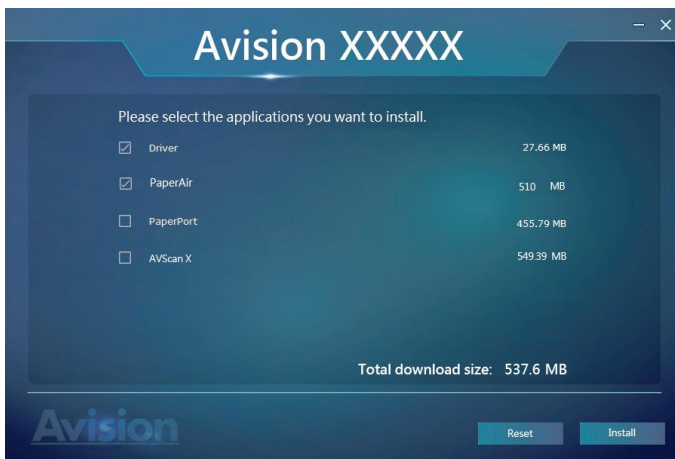 Avision XXXXX
Please select the applications you want to install.
Driver 27.66 MB
PaperAir 510 MB
PaperPort 455.79 MB
AVScan X 549.39 MB
Total download size: 537.6 MB
Avision
Reset Install